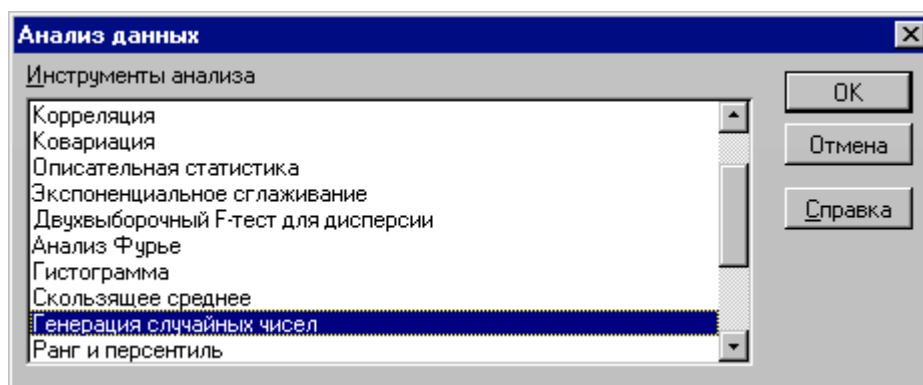 Анализ данных
Инструменты анализа
Корреляция
Ковариация
Описательная статистика
Экспоненциальное сглаживание
Двухвыборочный F-тест для дисперсии
Анализ Фурье
Гистограмма
Скользящее среднее
Генерация случайных чисел
Ранг и персентиль
OK
Отмена
Справка